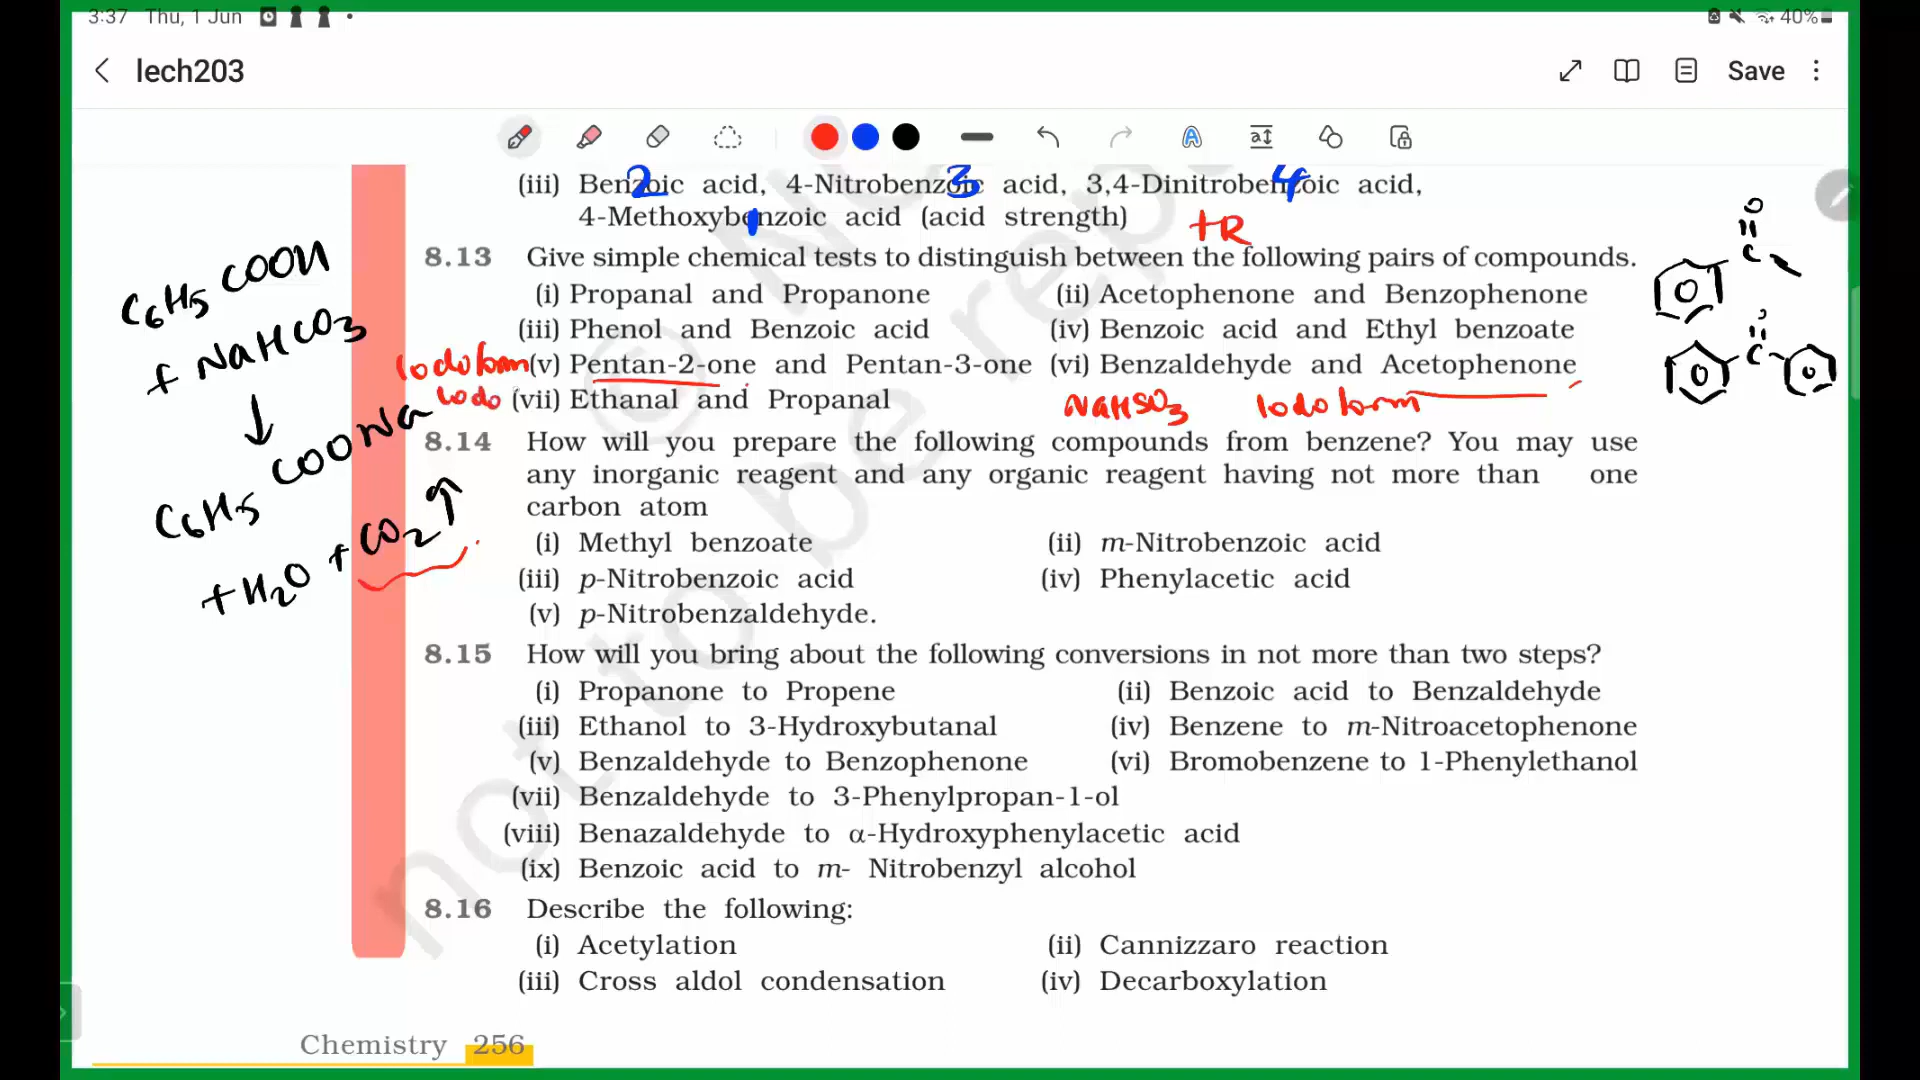 3:37 Thu, 1 Jun
40%
lech203
Save
(iii) Benzoic acid, 4-Nitrobenzoic acid, 3,4-Dinitrobenzoic acid,
2 3 4
4-Methoxybenzoic acid (acid strength)
1 +R
8.13 Give simple chemical tests to distinguish between the following pairs of compounds.
(i) Propanal and Propanone (ii) Acetophenone and Benzophenone
(iii) Phenol and Benzoic acid (iv) Benzoic acid and Ethyl benzoate
Iodoform (v) Pentan-2-one and Pentan-3-one (vi) Benzaldehyde and Acetophenone
Iodo (vii) Ethanal and Propanal
NaHSO3 Iodoform
8.14 How will you prepare the following compounds from benzene? You may use
any inorganic reagent and any organic reagent having not more than one
carbon atom
(i) Methyl benzoate (ii) m-Nitrobenzoic acid
(iii) p-Nitrobenzoic acid (iv) Phenylacetic acid
(v) p-Nitrobenzaldehyde.
8.15 How will you bring about the following conversions in not more than two steps?
(i) Propanone to Propene (ii) Benzoic acid to Benzaldehyde
(iii) Ethanol to 3-Hydroxybutanal (iv) Benzene to m-Nitroacetophenone
(v) Benzaldehyde to Benzophenone (vi) Bromobenzene to 1-Phenylethanol
(vii) Benzaldehyde to 3-Phenylpropan-1-ol
(viii) Benazaldehyde to α-Hydroxyphenylacetic acid
(ix) Benzoic acid to m- Nitrobenzyl alcohol
8.16 Describe the following:
(i) Acetylation (ii) Cannizzaro reaction
(iii) Cross aldol condensation (iv) Decarboxylation
Chemistry 256
C6H5 COOH
+ NaHCO3
↓
C6H5 COONa
+ H2O + CO2 ↑
O
C
C
not to be rep
© NC